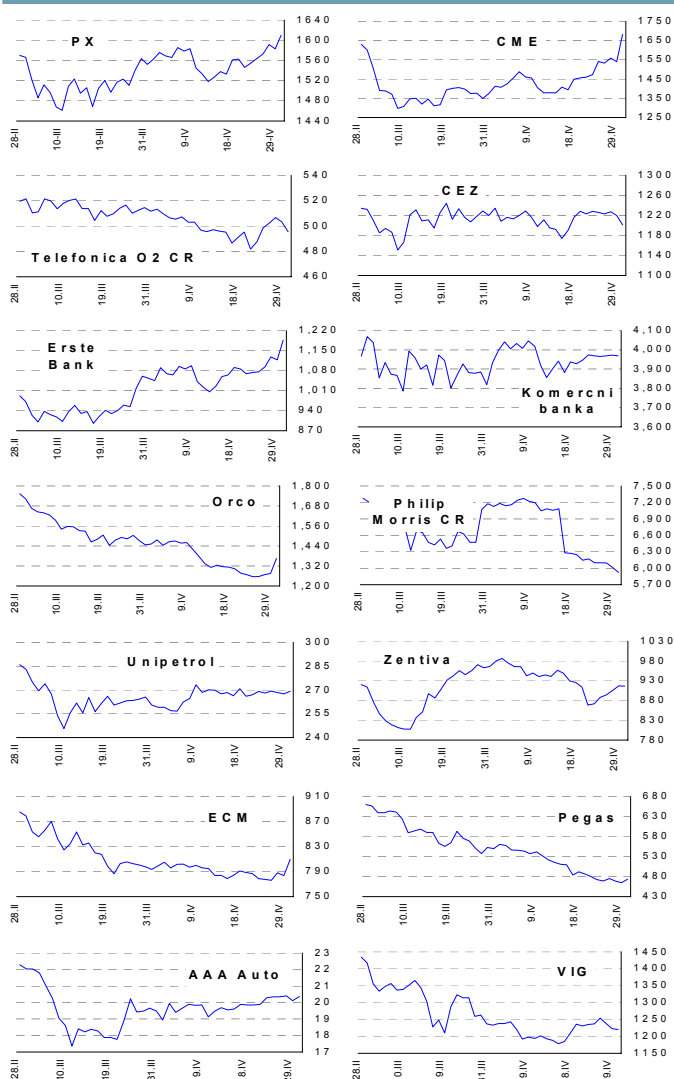 PX
1640
1600
1560
1520
1480
1440
28-II
10-III
19-III
31-III
9-IV
18-IV
29-IV
CME
1750
1650
1550
1450
1350
1250
28.II
10.III
19.III
31.III
9.IV
18.IV
29.IV
Telefonica O2 CR
540
520
500
480
460
28.II
10.III
19.III
31.III
9.IV
18.IV
29.IV
CEZ
1300
1260
1220
1180
1140
1100
28.II
10.III
19.III
31.III
9.IV
18.IV
29.IV
Erste
Bank
1,220
1,150
1,080
1,010
940
870
28.II
10.III
19.III
31.III
9.IV
18.IV
29.IV
Komercni
banka
4,100
4,000
3,900
3,800
3,700
3,600
28.II
10.III
19.III
31.III
9.IV
18.IV
29.IV
Orco
1,800
1,680
1,560
1,440
1,320
1,200
28.II
10.III
19.III
31.III
9.IV
18.IV
29.IV
Philip
Morris CR
7,500
7,200
6,900
6,600
6,300
6,000
5,700
28.II
10.III
19.III
31.III
9.IV
18.IV
29.IV
Unipetrol
300
285
270
255
240
28.II
10.III
19.III
31.III
9.IV
18.IV
29.IV
Zentiva
1030
980
930
880
830
780
28.II
10.III
19.III
31.III
9.IV
18.IV
29.IV
ECM
910
870
830
790
750
28.II
10.III
19.III
31.III
9.IV
18.IV
29.IV
Pegas
680
630
580
530
480
430
28.II
10.III
19.III
31.III
9.IV
18.IV
29.IV
AAA Auto
23
22
21
20
19
18
17
28.II
10.III
19.III
31.III
9.IV
18.IV
29.IV
VIG
1450
1400
1350
1300
1250
1200
1150
28.II
9.IV
18.IV
29.IV